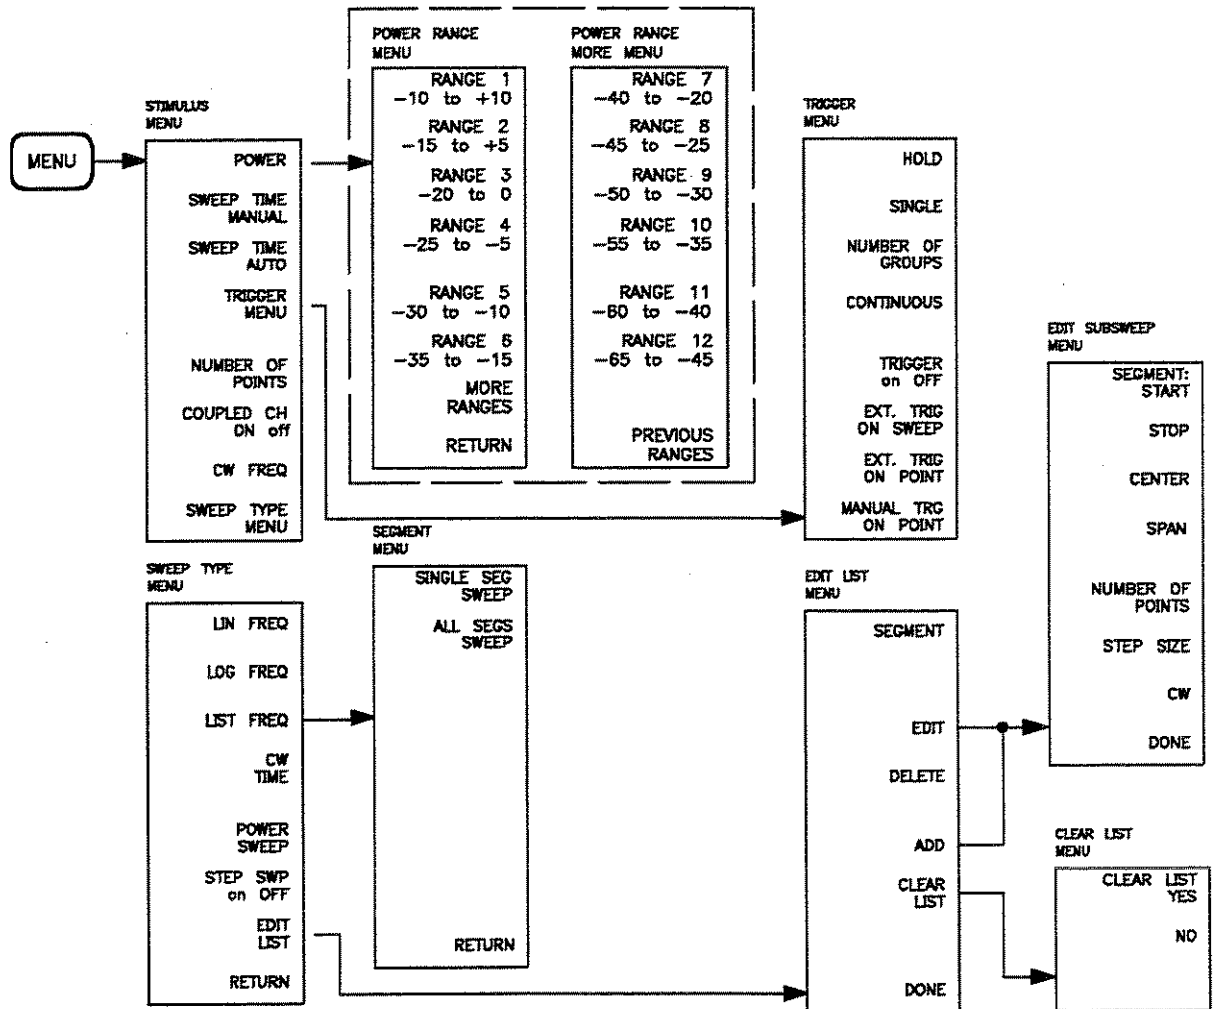 MENU
STIMULUS
MENU
POWER
SWEEP TIME
MANUAL
SWEEP TIME
AUTO
TRIGGER
MENU
NUMBER OF
POINTS
COUPLED CH
ON off
CW FREQ
SWEEP TYPE
MENU
POWER RANGE
MENU
RANGE 1
-10 to +10
RANGE 2
-15 to +5
RANGE 3
-20 to 0
RANGE 4
-25 to -5
RANGE 5
-30 to -10
RANGE 6
-35 to -15
MORE
RANGES
RETURN
POWER RANGE
MORE MENU
RANGE 7
-40 to -20
RANGE 8
-45 to -25
RANGE 9
-50 to -30
RANGE 10
-55 to -35
RANGE 11
-60 to -40
RANGE 12
-65 to -45
PREVIOUS
RANGES
TRIGGER
MENU
HOLD
SINGLE
NUMBER OF
GROUPS
CONTINUOUS
TRIGGER
on OFF
EXT. TRIG
ON SWEEP
EXT. TRIG
ON POINT
MANUAL TRG
ON POINT
EDIT SUBSWEEP
MENU
SEGMENT:
START
STOP
CENTER
SPAN
NUMBER OF
POINTS
STEP SIZE
CW
DONE
SWEEP TYPE
MENU
LIN FREQ
LOG FREQ
LIST FREQ
CW
TIME
POWER
SWEEP
STEP SWP
on OFF
EDIT
LIST
RETURN
SEGMENT
MENU
SINGLE SEG
SWEEP
ALL SEGS
SWEEP
RETURN
EDIT LIST
MENU
SEGMENT
EDIT
DELETE
ADD
CLEAR
LIST
DONE
CLEAR LIST
MENU
CLEAR LIST
YES
NO